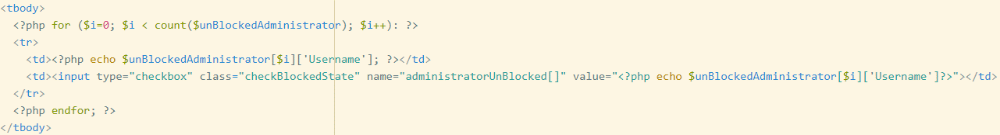 <tbody>
<?php for ($i=0; $i < count($unBlockedAdministrator); $i++): ?>
<tr>
<td><?php echo $unBlockedAdministrator[$i]['Username']; ?></td>
<td><input type="checkbox" class="checkBlockedState" name="administratorUnBlocked[]" value="<?php echo $unBlockedAdministrator[$i]['Username']?>"></td>
</tr>
<?php endfor; ?>
</tbody>